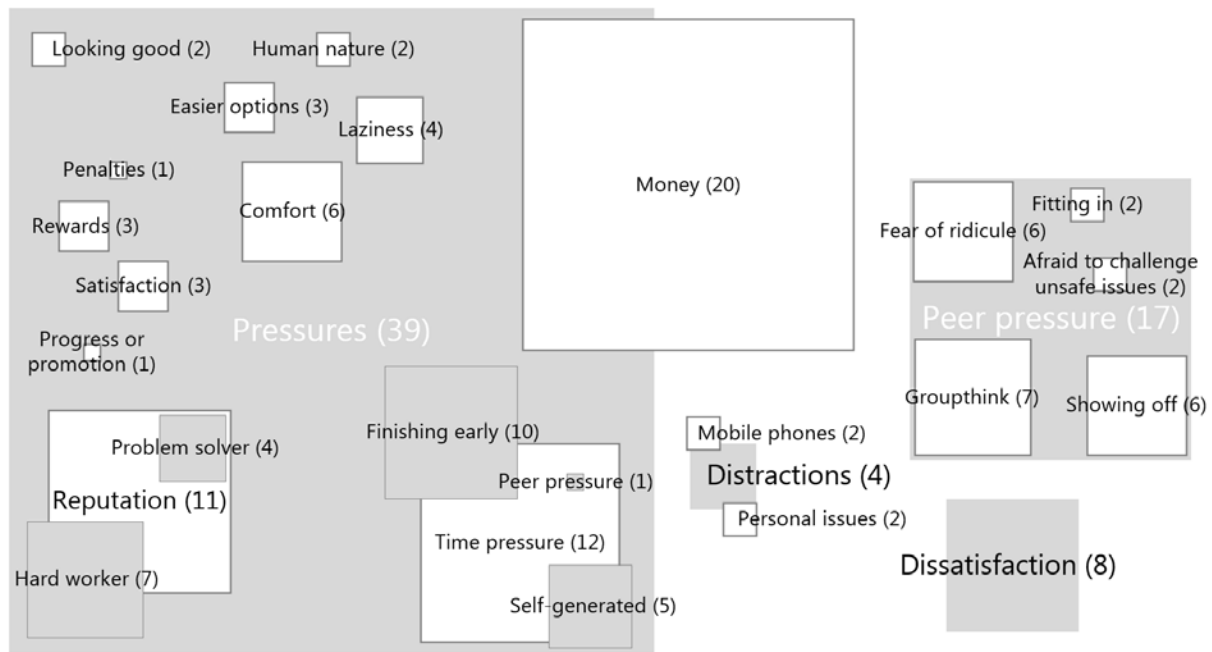 Looking good (2)
Human nature (2)
Easier options (3)
Laziness (4)
Penalties (1)
Money (20)
Comfort (6)
Rewards (3)
Fitting in (2)
Fear of ridicule (6)
Afraid to challenge
unsafe issues (2)
Satisfaction (3)
Pressures (39)
Peer pressure (17)
Progress or
promotion (1)
Groupthink (7)
Showing off (6)
Finishing early (10)
Mobile phones (2)
Problem solver (4)
Distractions (4)
Peer pressure (1)
Reputation (11)
Personal issues (2)
Time pressure (12)
Dissatisfaction (8)
Hard worker (7)
Self-generated (5)